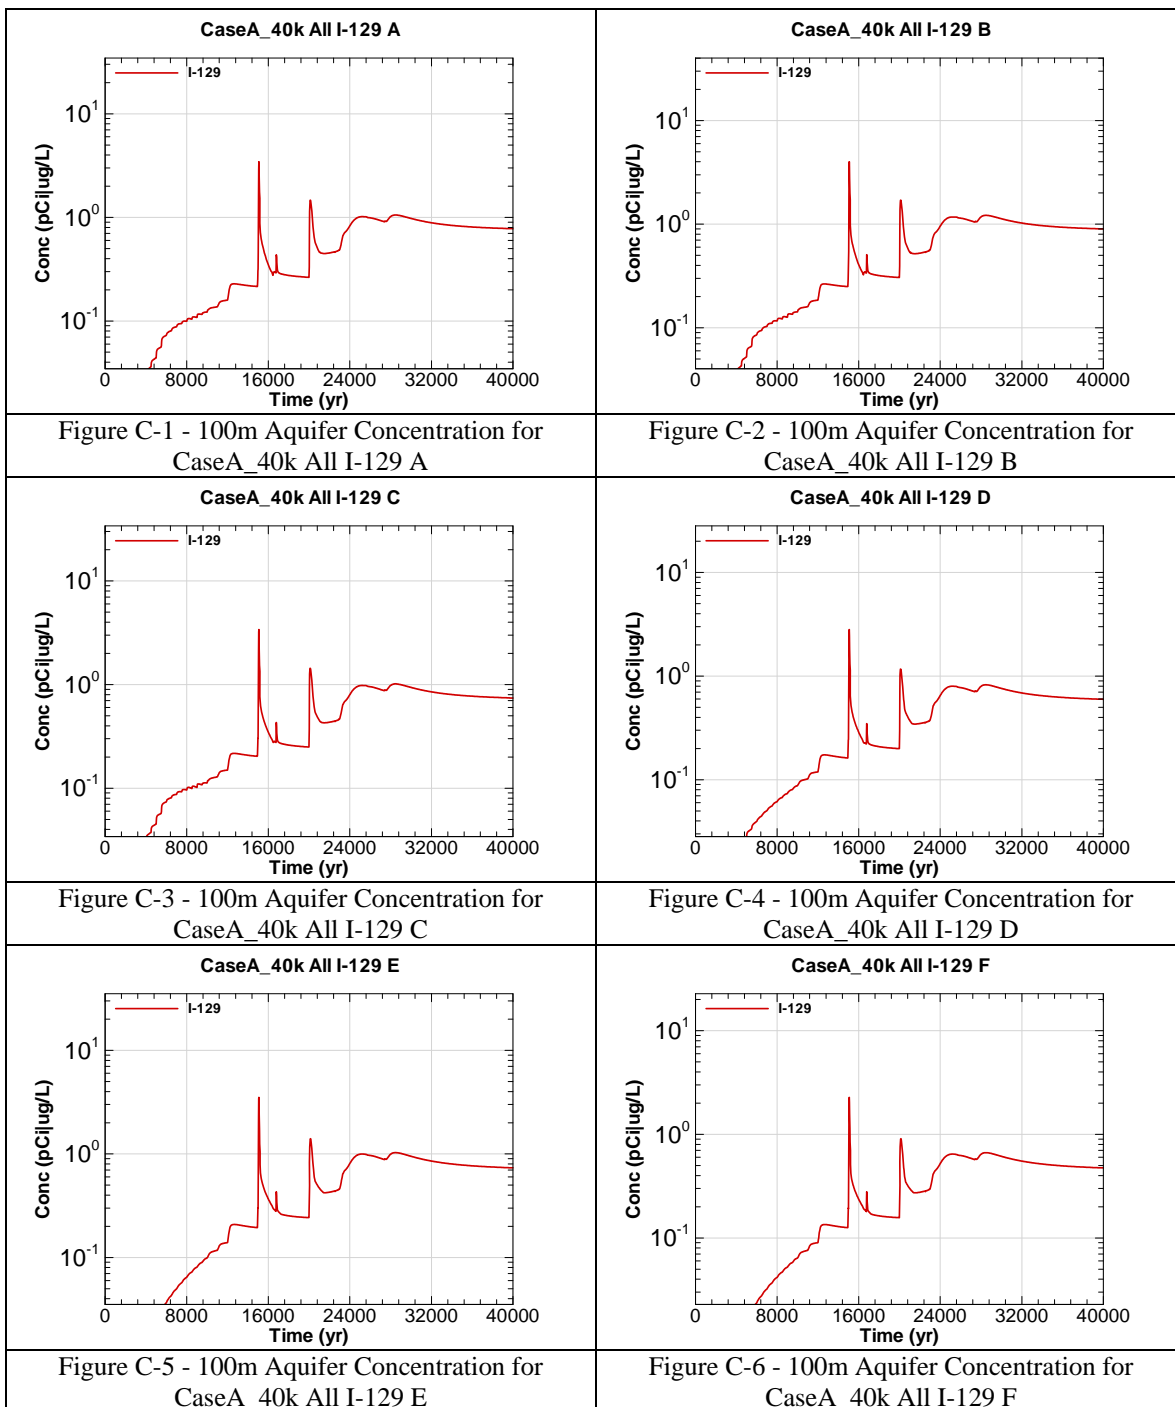 CaseA_40k All I-129 A
I-129
10^1
10^0
10^-1
Conc (pCi|ug/L)
0 8000 16000 24000 32000 40000
Time (yr)
Figure C-1 - 100m Aquifer Concentration for
CaseA_40k All I-129 A
CaseA_40k All I-129 B
I-129
10^1
10^0
10^-1
Conc (pCi|ug/L)
0 8000 16000 24000 32000 40000
Time (yr)
Figure C-2 - 100m Aquifer Concentration for
CaseA_40k All I-129 B
CaseA_40k All I-129 C
I-129
10^1
10^0
10^-1
Conc (pCi|ug/L)
0 8000 16000 24000 32000 40000
Time (yr)
Figure C-3 - 100m Aquifer Concentration for
CaseA_40k All I-129 C
CaseA_40k All I-129 D
I-129
10^1
10^0
10^-1
Conc (pCi|ug/L)
0 8000 16000 24000 32000 40000
Time (yr)
Figure C-4 - 100m Aquifer Concentration for
CaseA_40k All I-129 D
CaseA_40k All I-129 E
I-129
10^1
10^0
10^-1
Conc (pCi|ug/L)
0 8000 16000 24000 32000 40000
Time (yr)
Figure C-5 - 100m Aquifer Concentration for
CaseA_40k All I-129 E
CaseA_40k All I-129 F
I-129
10^1
10^0
10^-1
Conc (pCi|ug/L)
0 8000 16000 24000 32000 40000
Time (yr)
Figure C-6 - 100m Aquifer Concentration for
CaseA_40k All I-129 F